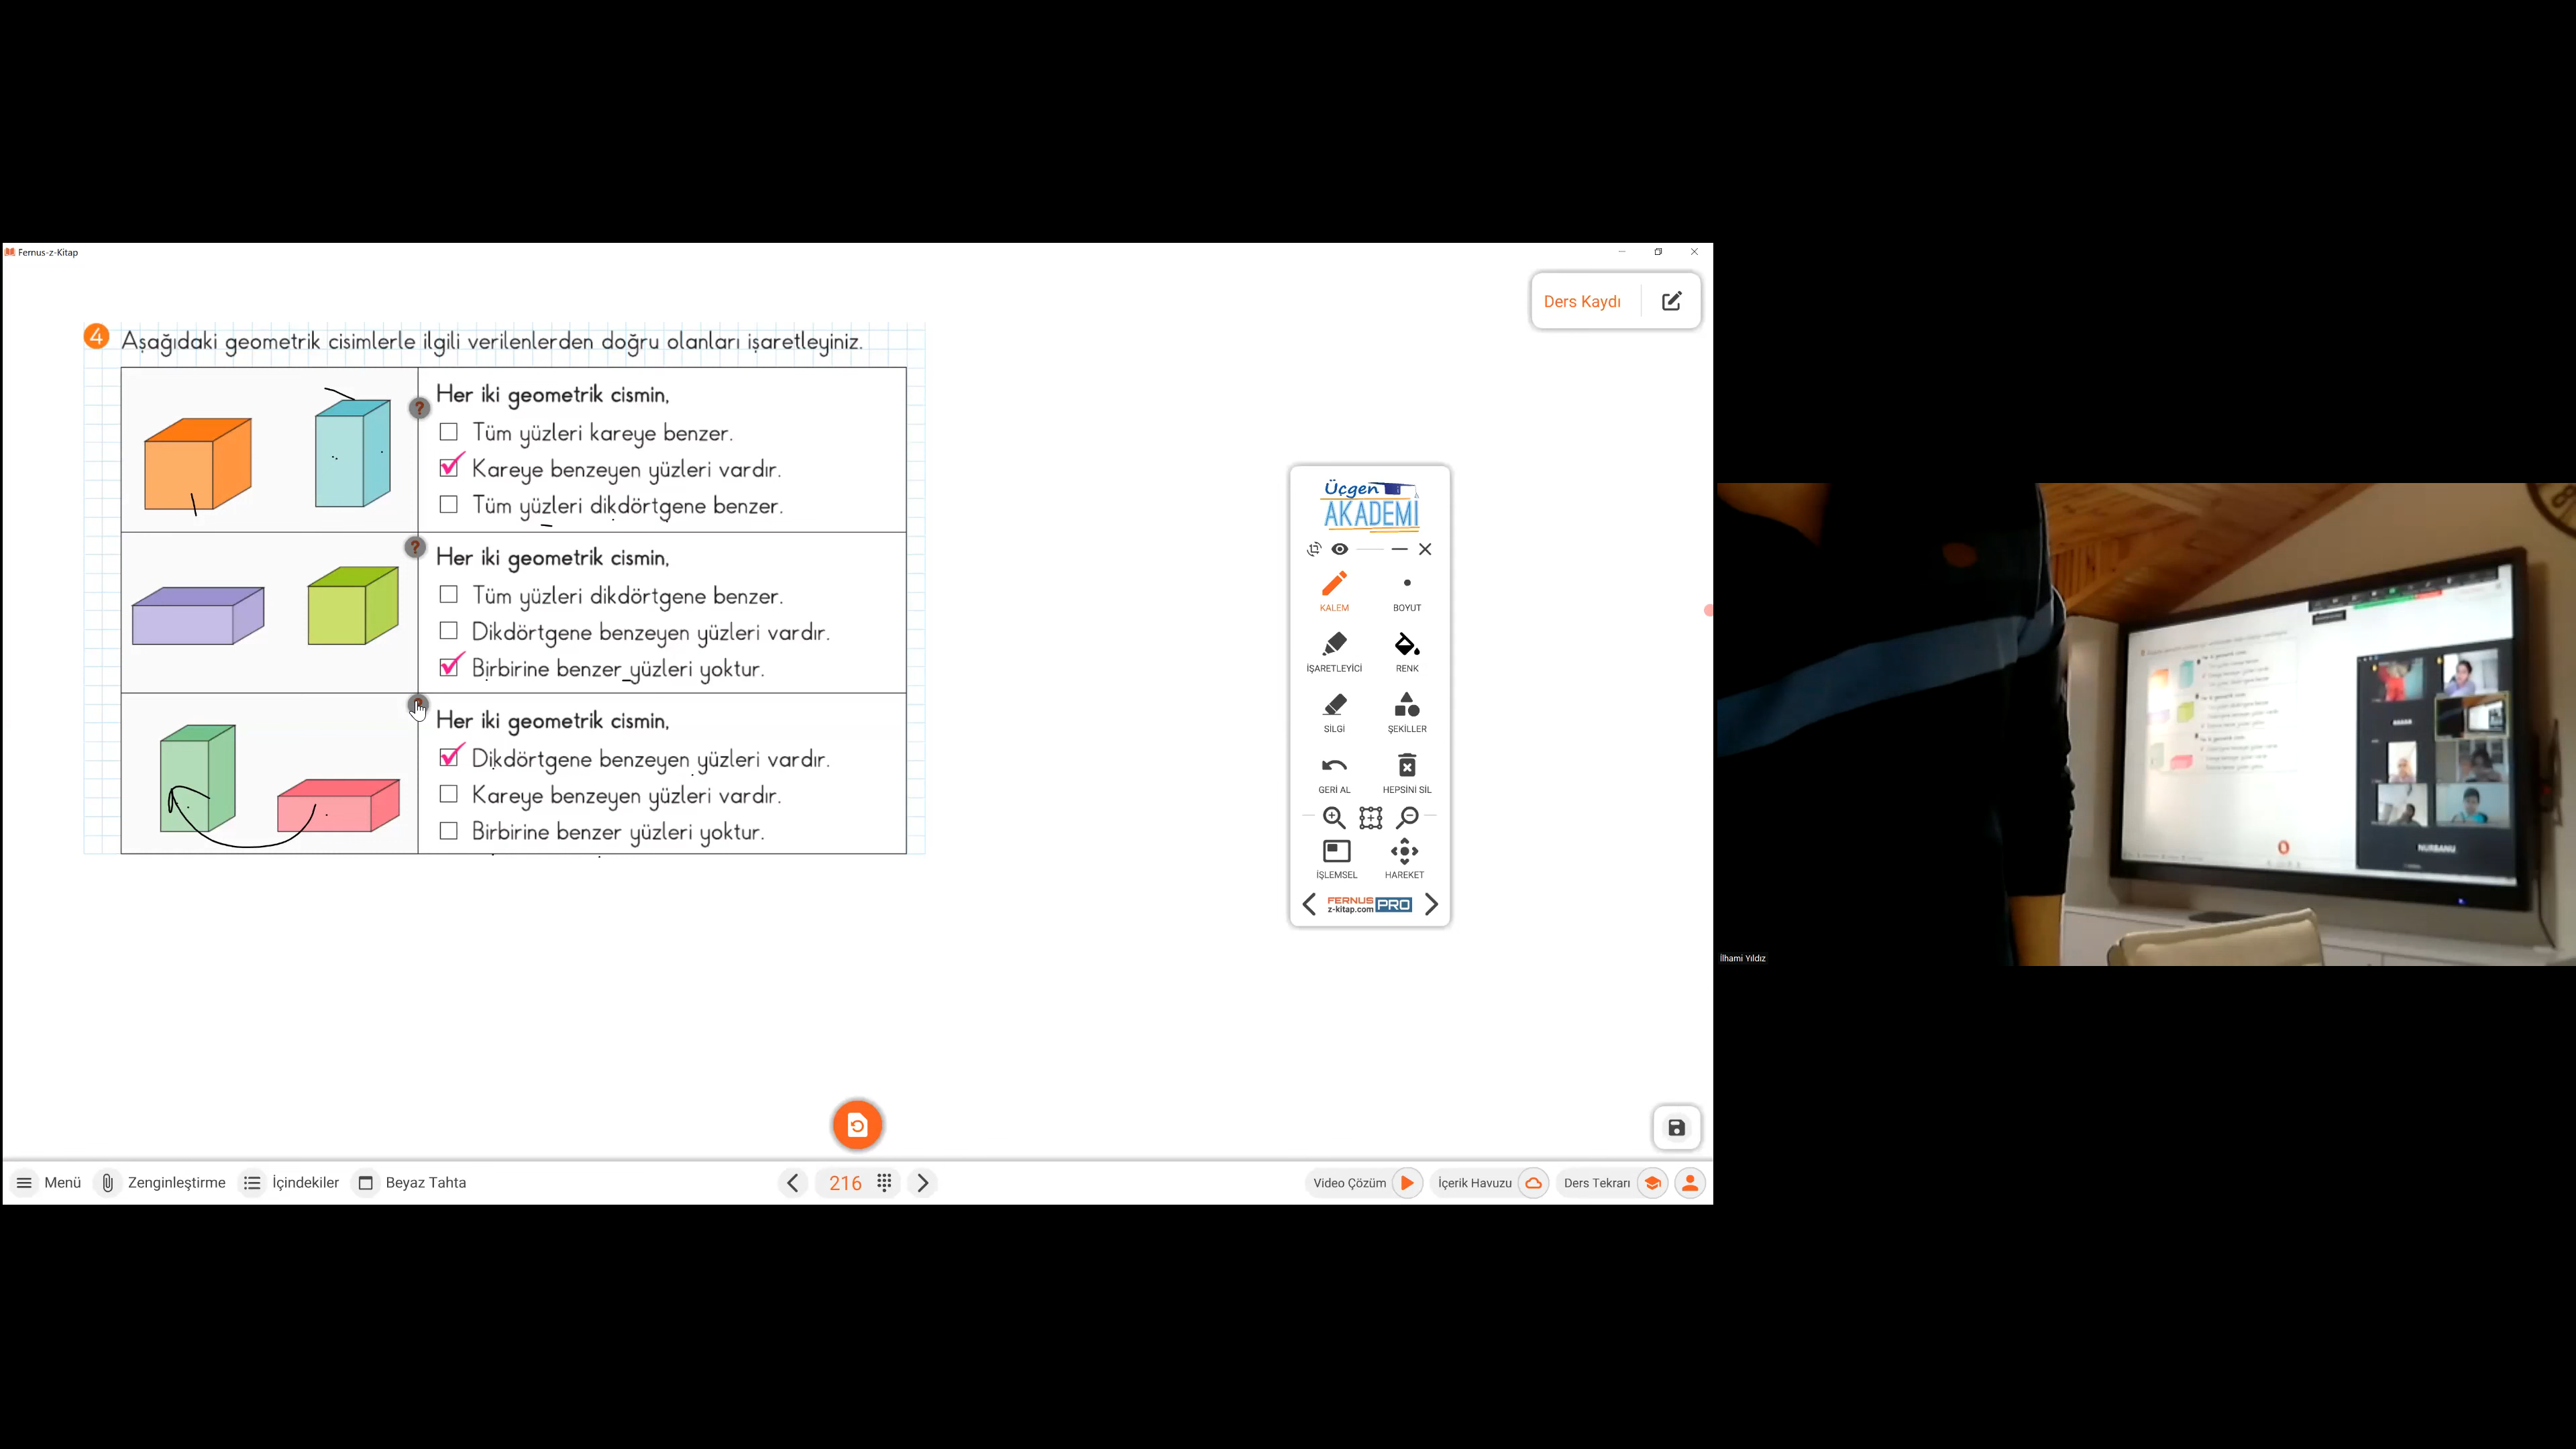 Fernus-z-Kitap
Ders Kaydı
4 Aşağıdaki geometrik cisimlerle ilgili verilenlerden doğru olanları işaretleyiniz.
? Her iki geometrik cismin,
Tüm yüzleri kareye benzer.
Kareye benzeyen yüzleri vardır.
Tüm yüzleri dikdörtgene benzer.
? Her iki geometrik cismin,
Tüm yüzleri dikdörtgene benzer.
Dikdörtgene benzeyen yüzleri vardır.
Birbirine benzer yüzleri yoktur.
Her iki geometrik cismin,
Dikdörtgene benzeyen yüzleri vardır.
Kareye benzeyen yüzleri vardır.
Birbirine benzer yüzleri yoktur.
Üçgen
AKADEMİ
KALEM BOYUT
İŞARETLEYİCİ RENK
SİLGİ ŞEKİLLER
GERİ AL HEPSİNİ SİL
İŞLEMSEL HAREKET
FERNUS PRO
z-kitap.com
İlhami Yıldız
NURBANU
Menü Zenginleştirme İçindekiler Beyaz Tahta 216 Video Çözüm İçerik Havuzu Ders Tekrarı